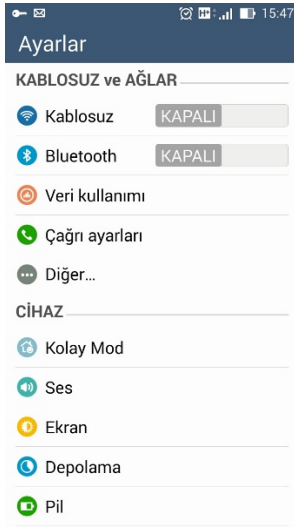 H+ 15:47
Ayarlar
KABLOSUZ ve AĞLAR
Kablosuz KAPALI
Bluetooth KAPALI
Veri kullanımı
Çağrı ayarları
Diğer...
CİHAZ
Kolay Mod
Ses
Ekran
Depolama
Pil